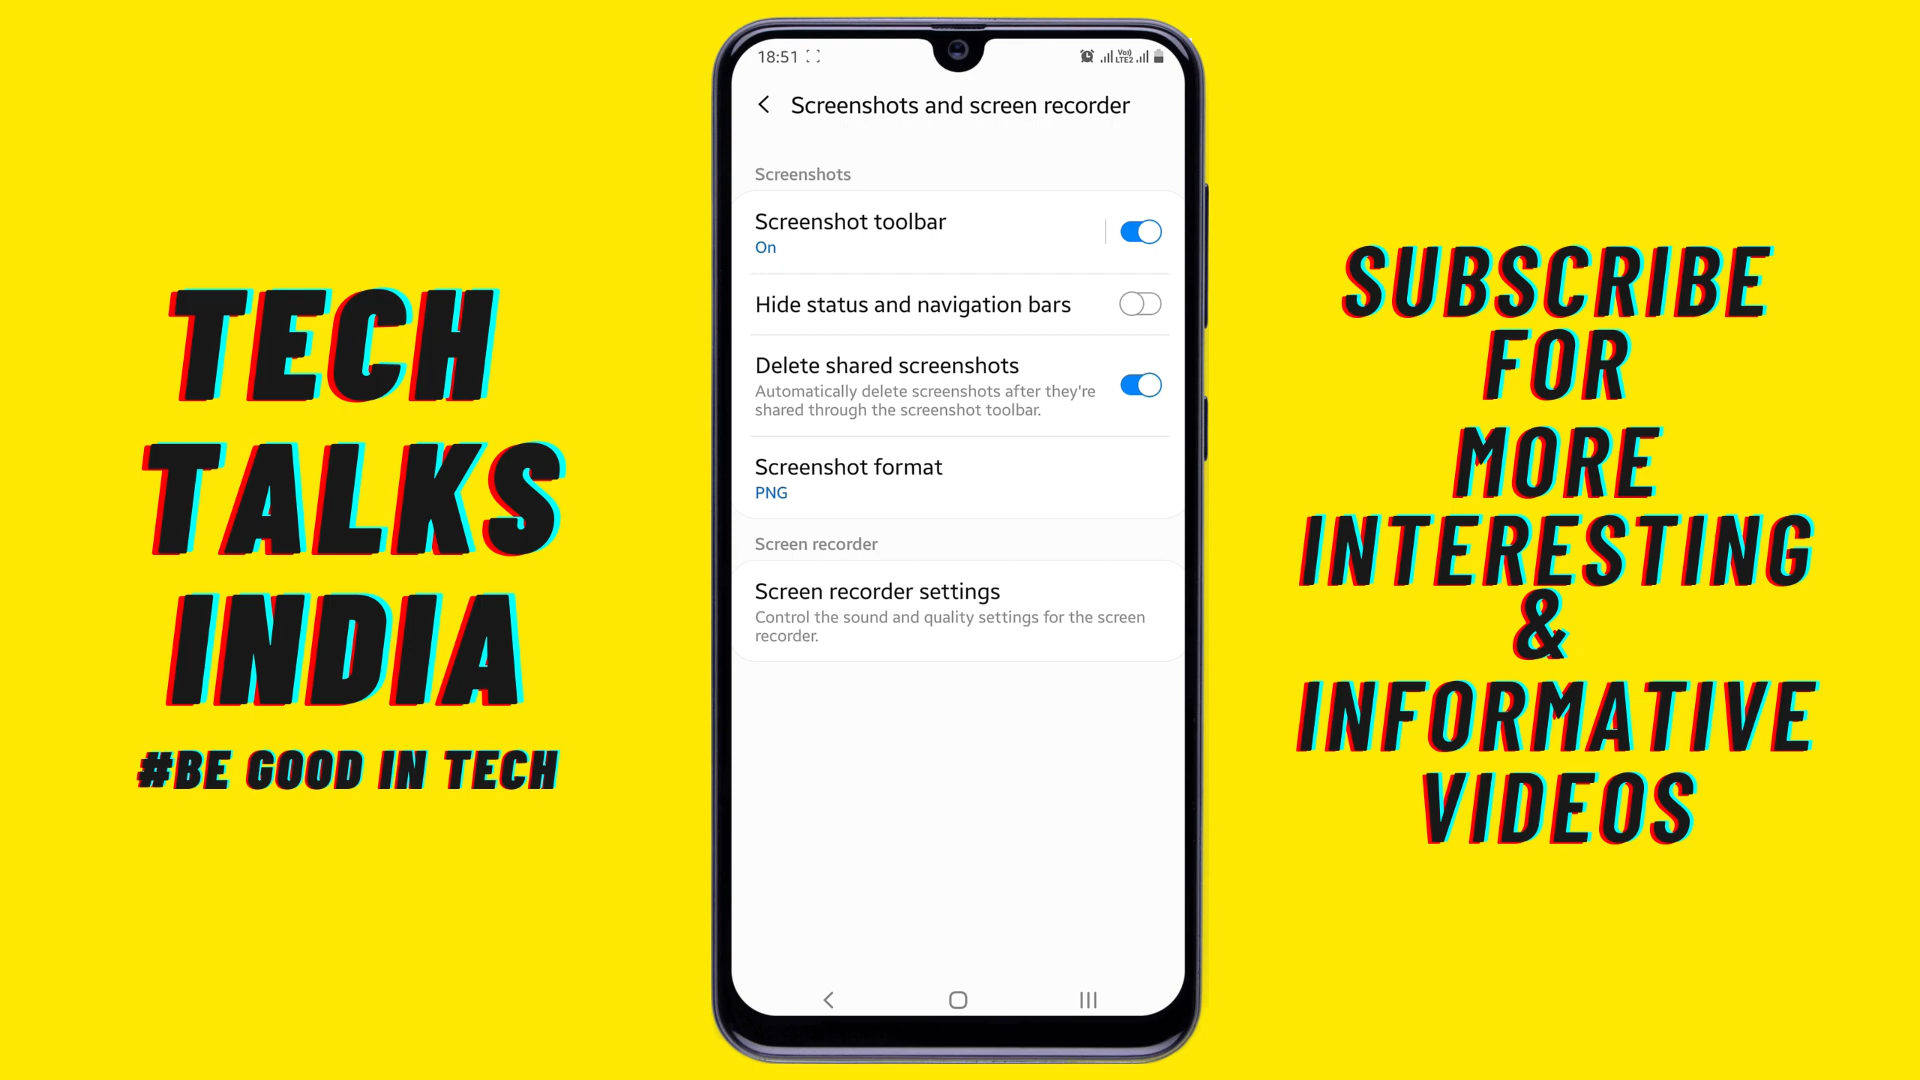 TECH
TALKS
INDIA
#BE GOOD IN TECH
18:51
Vo))
LTE2
Screenshots and screen recorder
Screenshots
Screenshot toolbar
On
Hide status and navigation bars
Delete shared screenshots
Automatically delete screenshots after they're
shared through the screenshot toolbar.
Screenshot format
PNG
Screen recorder
Screen recorder settings
Control the sound and quality settings for the screen
recorder.
SUBSCRIBE
FOR
MORE
INTERESTING
&
INFORMATIVE
VIDEOS